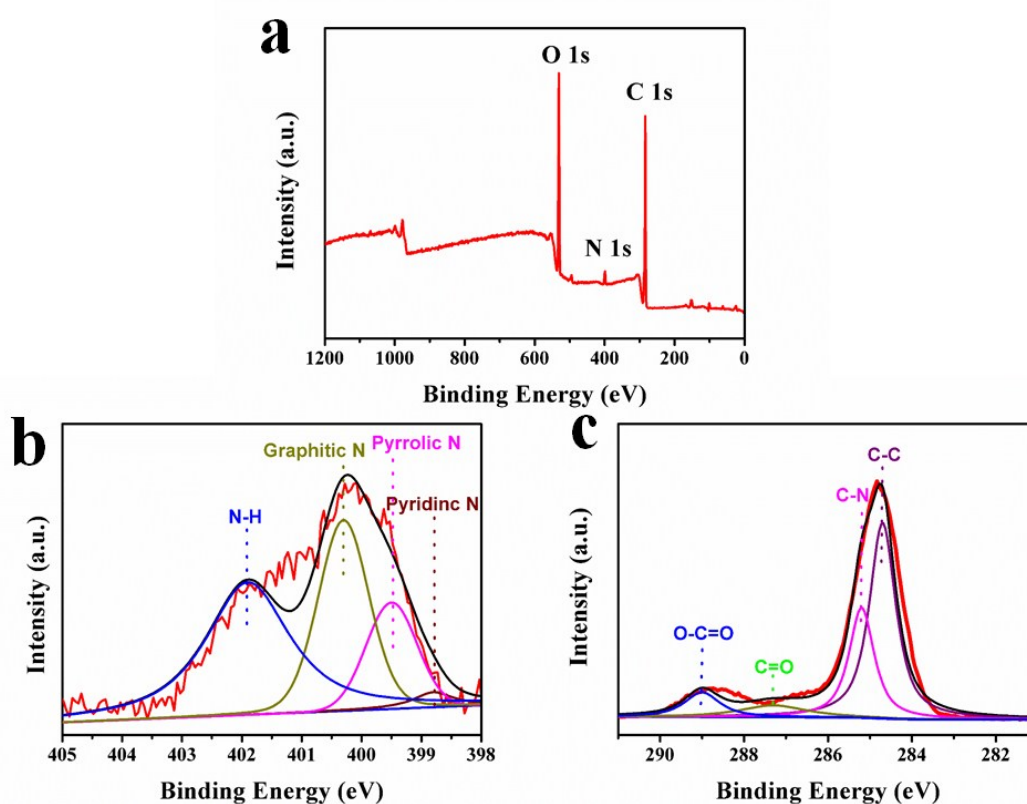 a
O 1s
C 1s
N 1s
Intensity (a.u.)
1200 1000 800 600 400 200 0
Binding Energy (eV)
b
Graphitic N
Pyrrolic N
Pyridinc N
N-H
Intensity (a.u.)
405 404 403 402 401 400 399 398
Binding Energy (eV)
c
C-C
C-N
O-C=O
C=O
Intensity (a.u.)
290 288 286 284 282
Binding Energy (eV)